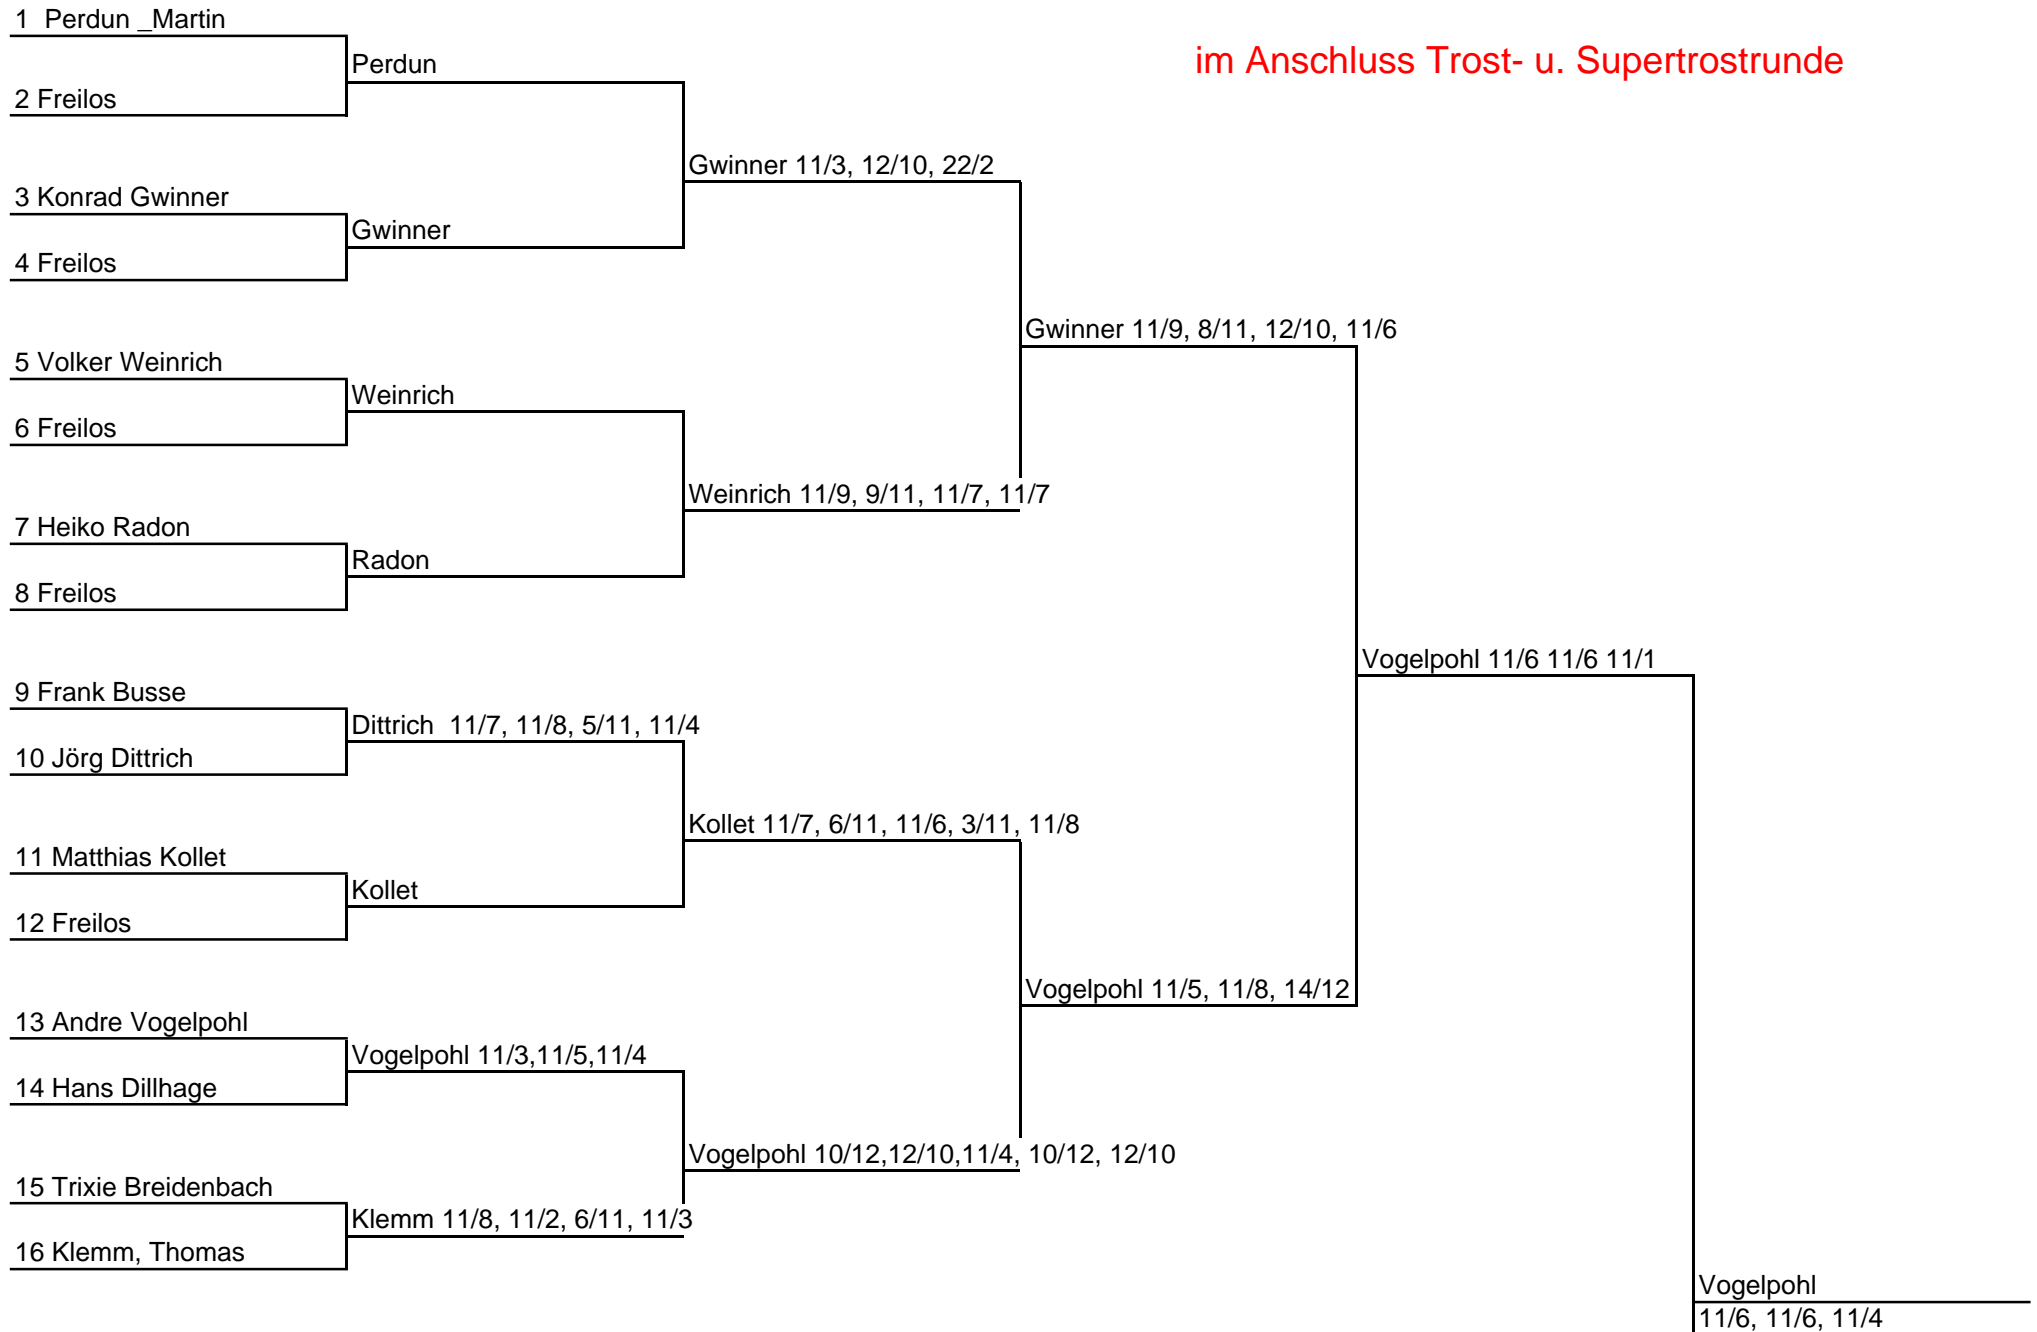 1  Perdun _Martin
Perdun
im Anschluss Trost- u. Supertrostrunde
2 Freilos
Gwinner 11/3, 12/10, 22/2
3 Konrad Gwinner
Gwinner
4 Freilos
Gwinner 11/9, 8/11, 12/10, 11/6
5 Volker Weinrich
Weinrich
6 Freilos
Weinrich 11/9, 9/11, 11/7, 11/7
7 Heiko Radon
Radon
8 Freilos
Vogelpohl 11/6 11/6 11/1
9 Frank Busse
Dittrich  11/7, 11/8, 5/11, 11/4
10 Jörg Dittrich
Kollet 11/7, 6/11, 11/6, 3/11, 11/8
11 Matthias Kollet
Kollet
12 Freilos
Vogelpohl 11/5, 11/8, 14/12
13 Andre Vogelpohl
Vogelpohl 11/3,11/5,11/4
14 Hans Dillhage
Vogelpohl 10/12,12/10,11/4, 10/12, 12/10
15 Trixie Breidenbach
Klemm 11/8, 11/2, 6/11, 11/3
16 Klemm, Thomas
Vogelpohl
11/6, 11/6, 11/4